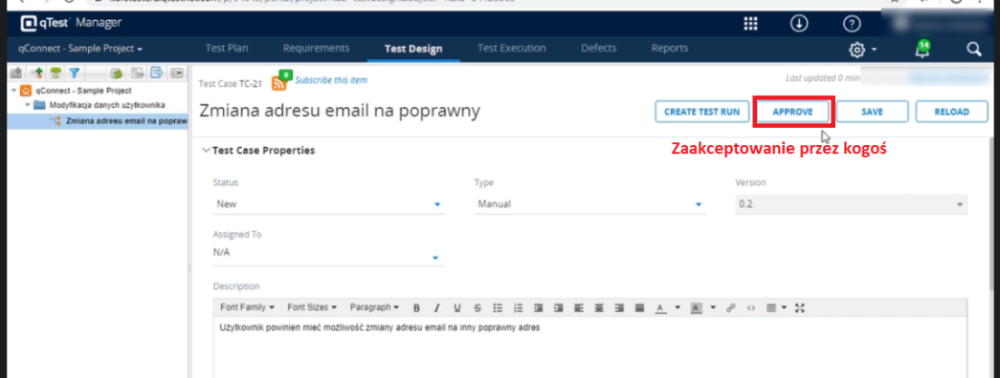 qTest Manager
qConnect - Sample Project
Test Plan
Requirements
Test Design
Test Execution
Defects
Reports
14
qConnect - Sample Project
Modyfikacja danych użytkownika
Zmiana adresu email na popraw
Test Case TC-21
0
Subscribe this item
Last updated 0 min
Zmiana adresu email na poprawny
CREATE TEST RUN
APPROVE
SAVE
RELOAD
Zaakceptowanie przez kogoś
Test Case Properties
Status
Type
Version
New
Manual
0.2
Assigned To
N/A
Description
Font Family
Font Sizes
Paragraph
B I U S
A
A
Użytkownik powinien mieć możliwość zmiany adresu email na inny poprawny adres